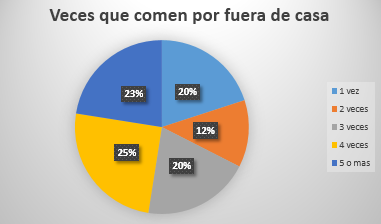 Veces que comen por fuera de casa
20%
12%
20%
25%
23%
1 vez
2 veces
3 veces
4 veces
5 o mas